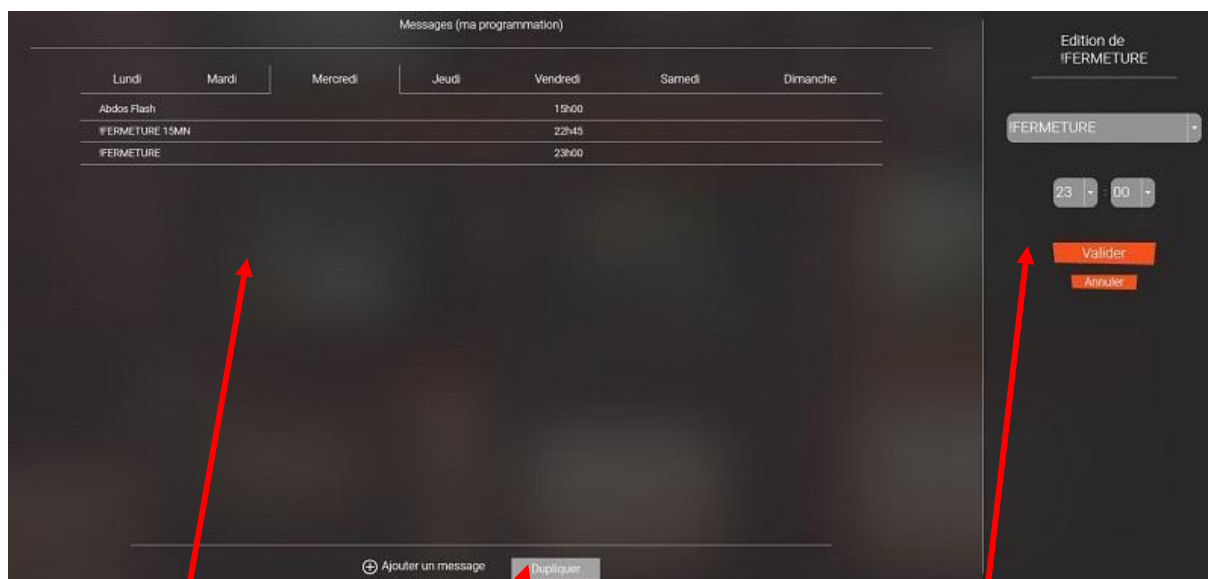 Messages (ma programmation)
Lundi Mardi Mercredi Jeudi Vendredi Samedi Dimanche
Abdos Flash 15h00
!FERMETURE 15MN 22h45
!FERMETURE 23h00
Ajouter un message Dupliquer
Edition de
!FERMETURE
!FERMETURE
23 : 00
Valider
Annuler